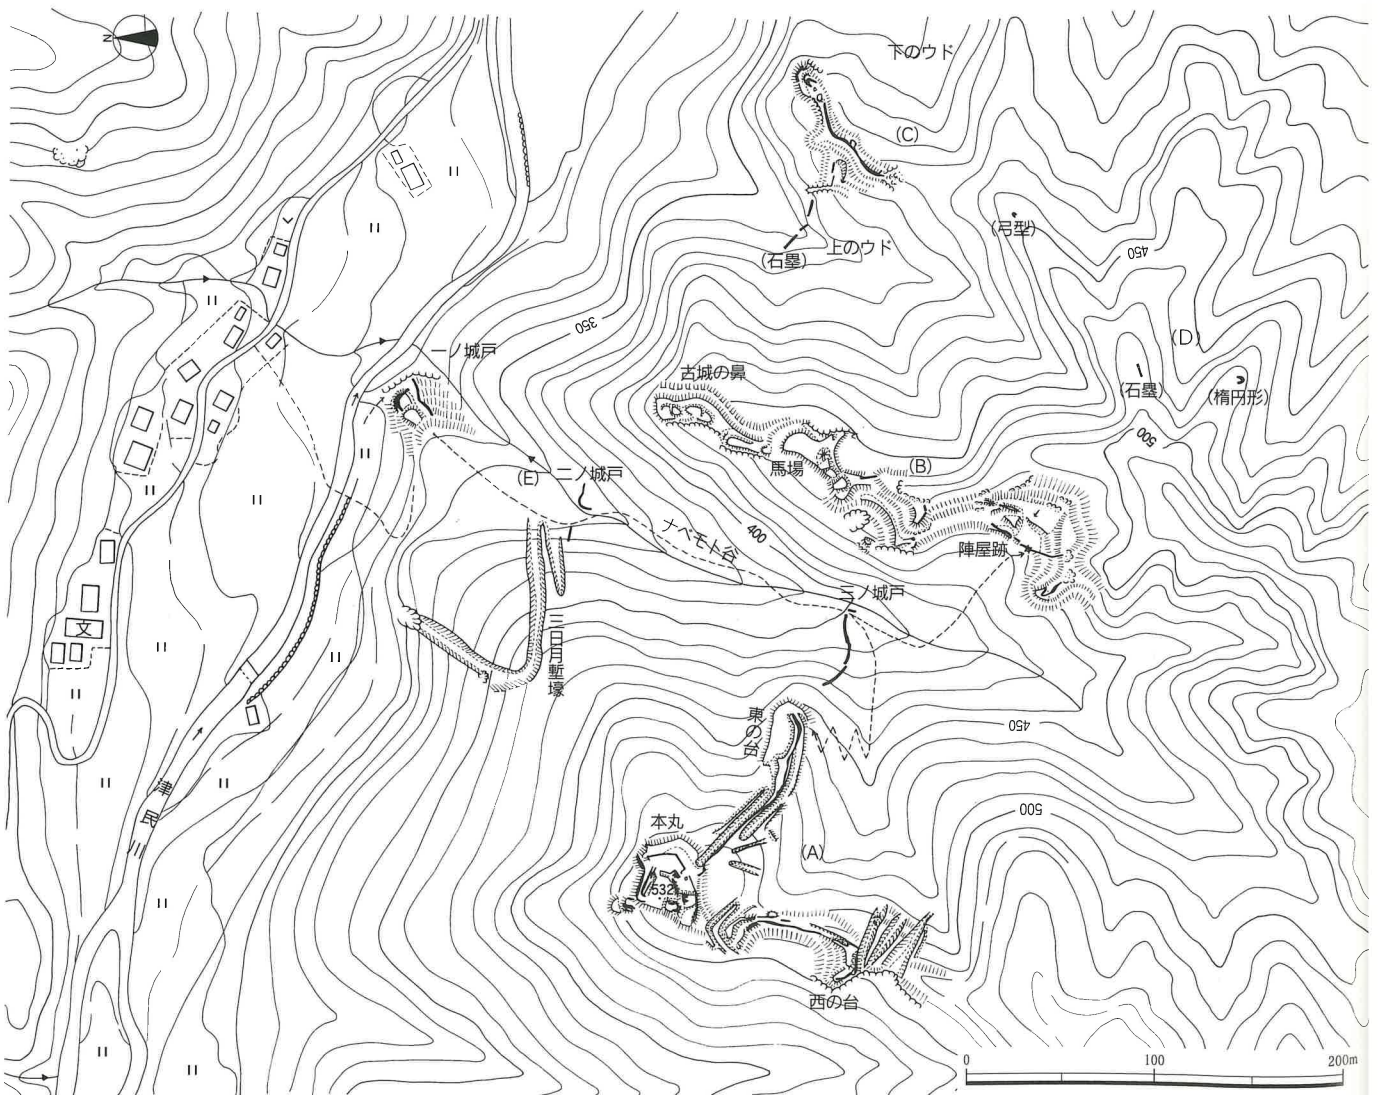 N
下のウド
(C)
(弓型)
上のウド
(石塁)
450
(D)
350
一ノ城戸
古城の鼻
(石塁)
(楕円形)
500
馬場
(B)
(E)
二ノ城戸
ナベモト谷
400
陣屋跡
三ノ城戸
文
三日月塹壕
東の台
450
津民川
500
本丸
(A)
532
西の台
0 100 200m